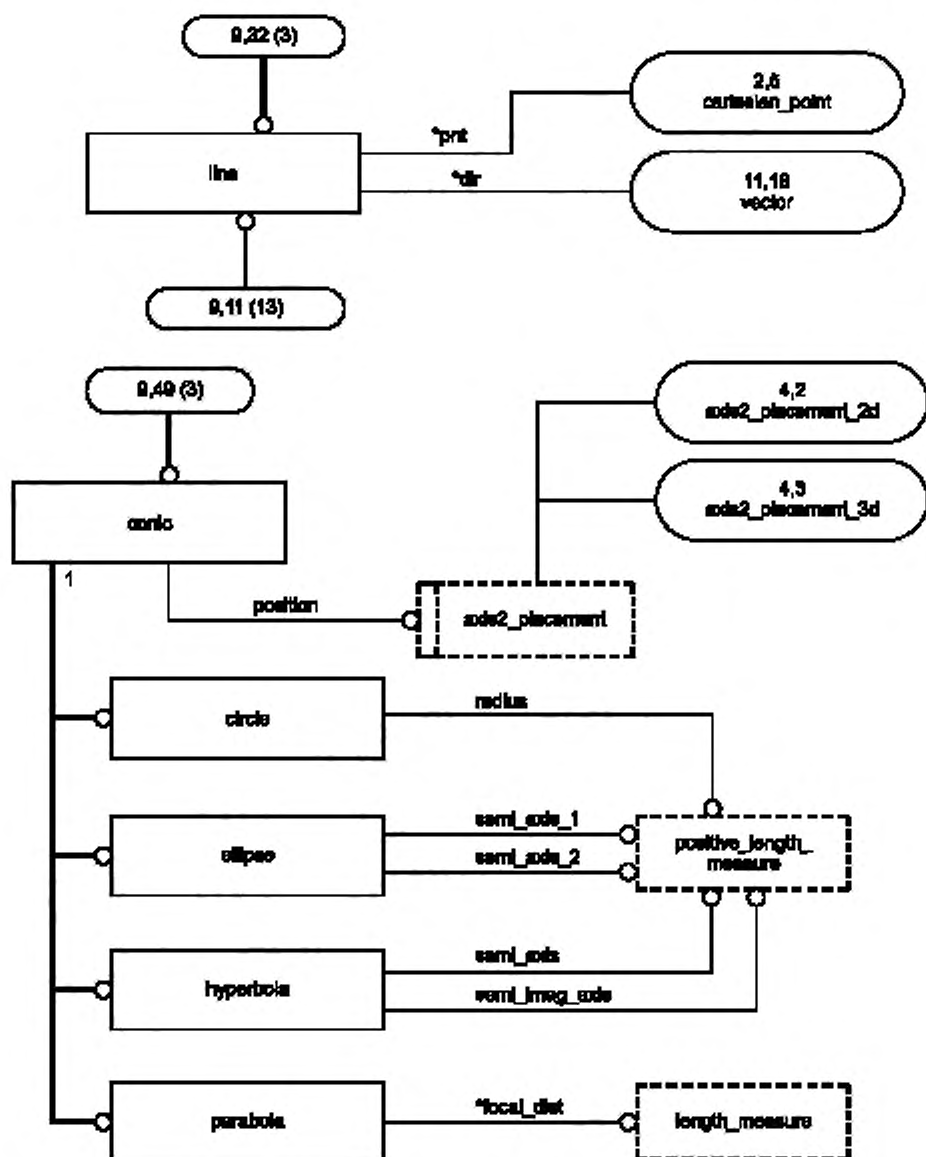 9,22 (3)
2,5
cartesian_point
*pnt
line
*dir
11,18
vector
9,11 (13)
9,49 (3)
4,2
axis2_placement_2d
4,3
axis2_placement_3d
conic
1
position
axis2_placement
radius
circle
semi_axis_1
ellipse
semi_axis_2
positive_length_
measure
semi_axis
hyperbola
semi_imag_axis
*focal_dist
parabola
length_measure